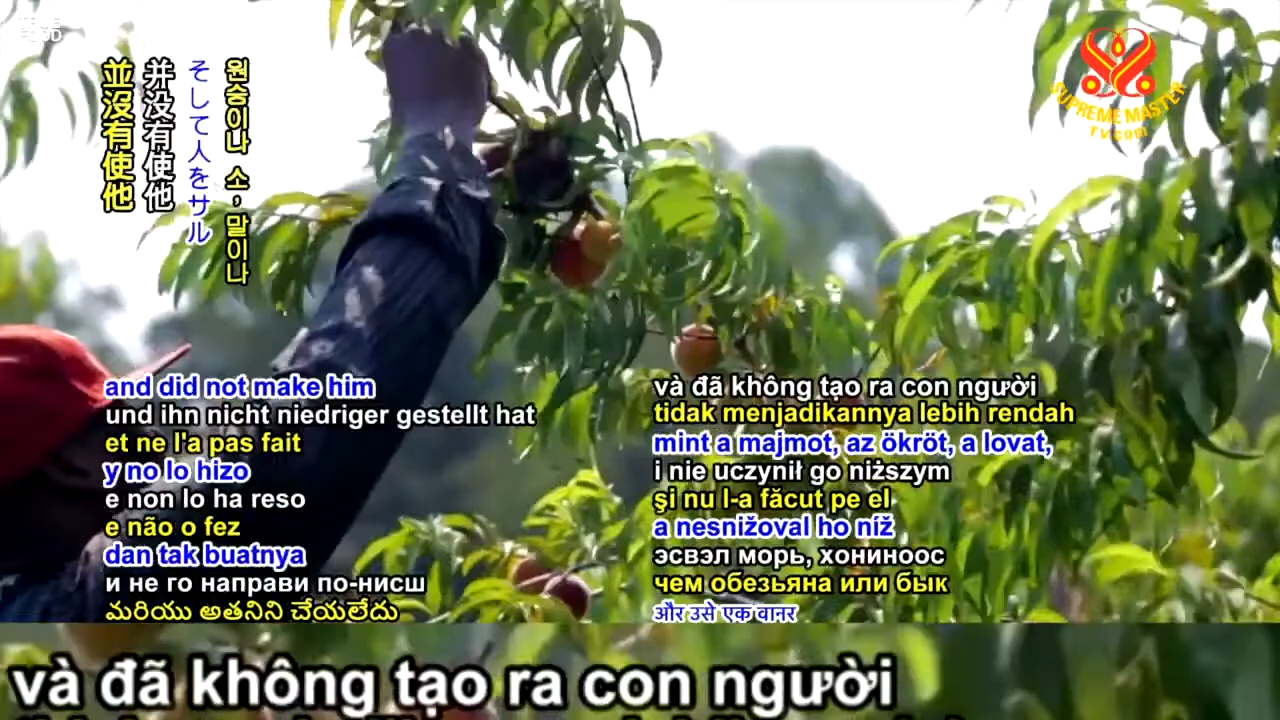 並沒有使他
并没有使他
そして人をサル
원숭이나 소, 말이나
SUPREME MASTER
TV.com
and did not make him
und ihn nicht niedriger gestellt hat
et ne l'a pas fait
y no lo hizo
e non lo ha reso
e não o fez
dan tak buatnya
и не го направи по-нисш
మరియు అతనిని చేయలేదు
và đã không tạo ra con người
tidak menjadikannya lebih rendah
mint a majmot, az ökröt, a lovat,
i nie uczynił go niższym
şi nu l-a făcut pe el
a nesnižoval ho níž
эсвэл морь, хониноос
чем обезьяна или бык
और उसे एक वानर
và đã không tạo ra con người